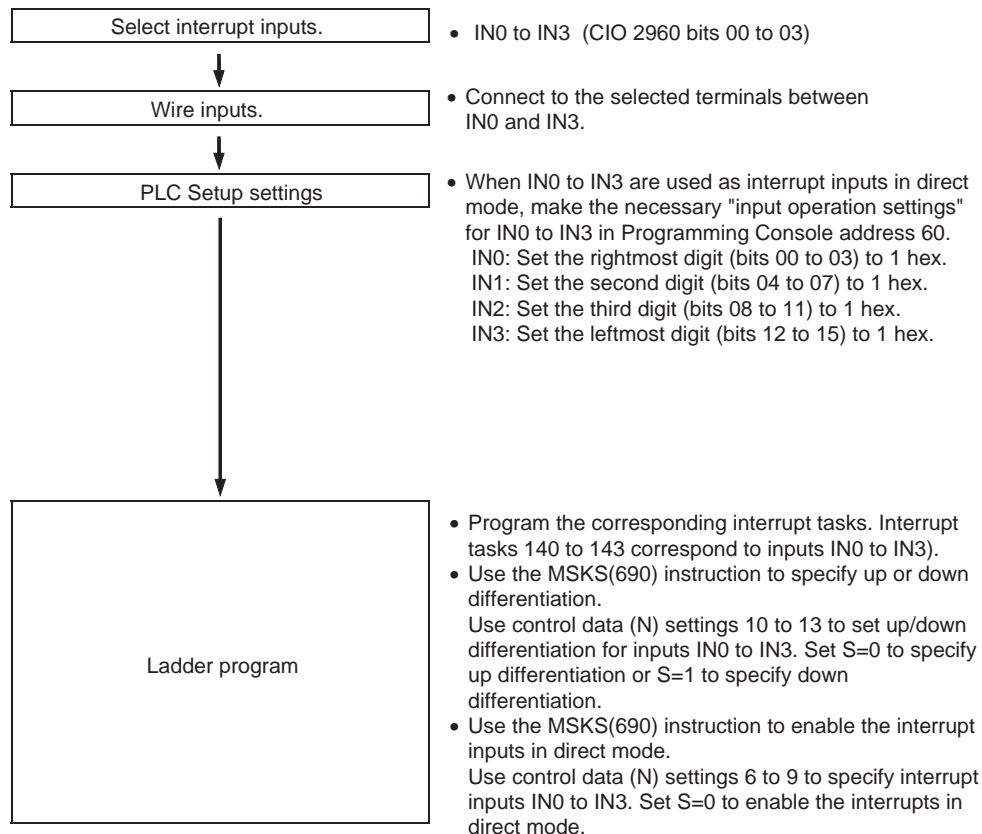 Select interrupt inputs.
• IN0 to IN3 (CIO 2960 bits 00 to 03)
Wire inputs.
• Connect to the selected terminals between
IN0 and IN3.
PLC Setup settings
• When IN0 to IN3 are used as interrupt inputs in direct
mode, make the necessary "input operation settings"
for IN0 to IN3 in Programming Console address 60.
IN0: Set the rightmost digit (bits 00 to 03) to 1 hex.
IN1: Set the second digit (bits 04 to 07) to 1 hex.
IN2: Set the third digit (bits 08 to 11) to 1 hex.
IN3: Set the leftmost digit (bits 12 to 15) to 1 hex.
Ladder program
• Program the corresponding interrupt tasks. Interrupt
tasks 140 to 143 correspond to inputs IN0 to IN3).
• Use the MSKS(690) instruction to specify up or down
differentiation.
Use control data (N) settings 10 to 13 to set up/down
differentiation for inputs IN0 to IN3. Set S=0 to specify
up differentiation or S=1 to specify down
differentiation.
• Use the MSKS(690) instruction to enable the interrupt
inputs in direct mode.
Use control data (N) settings 6 to 9 to specify interrupt
inputs IN0 to IN3. Set S=0 to enable the interrupts in
direct mode.